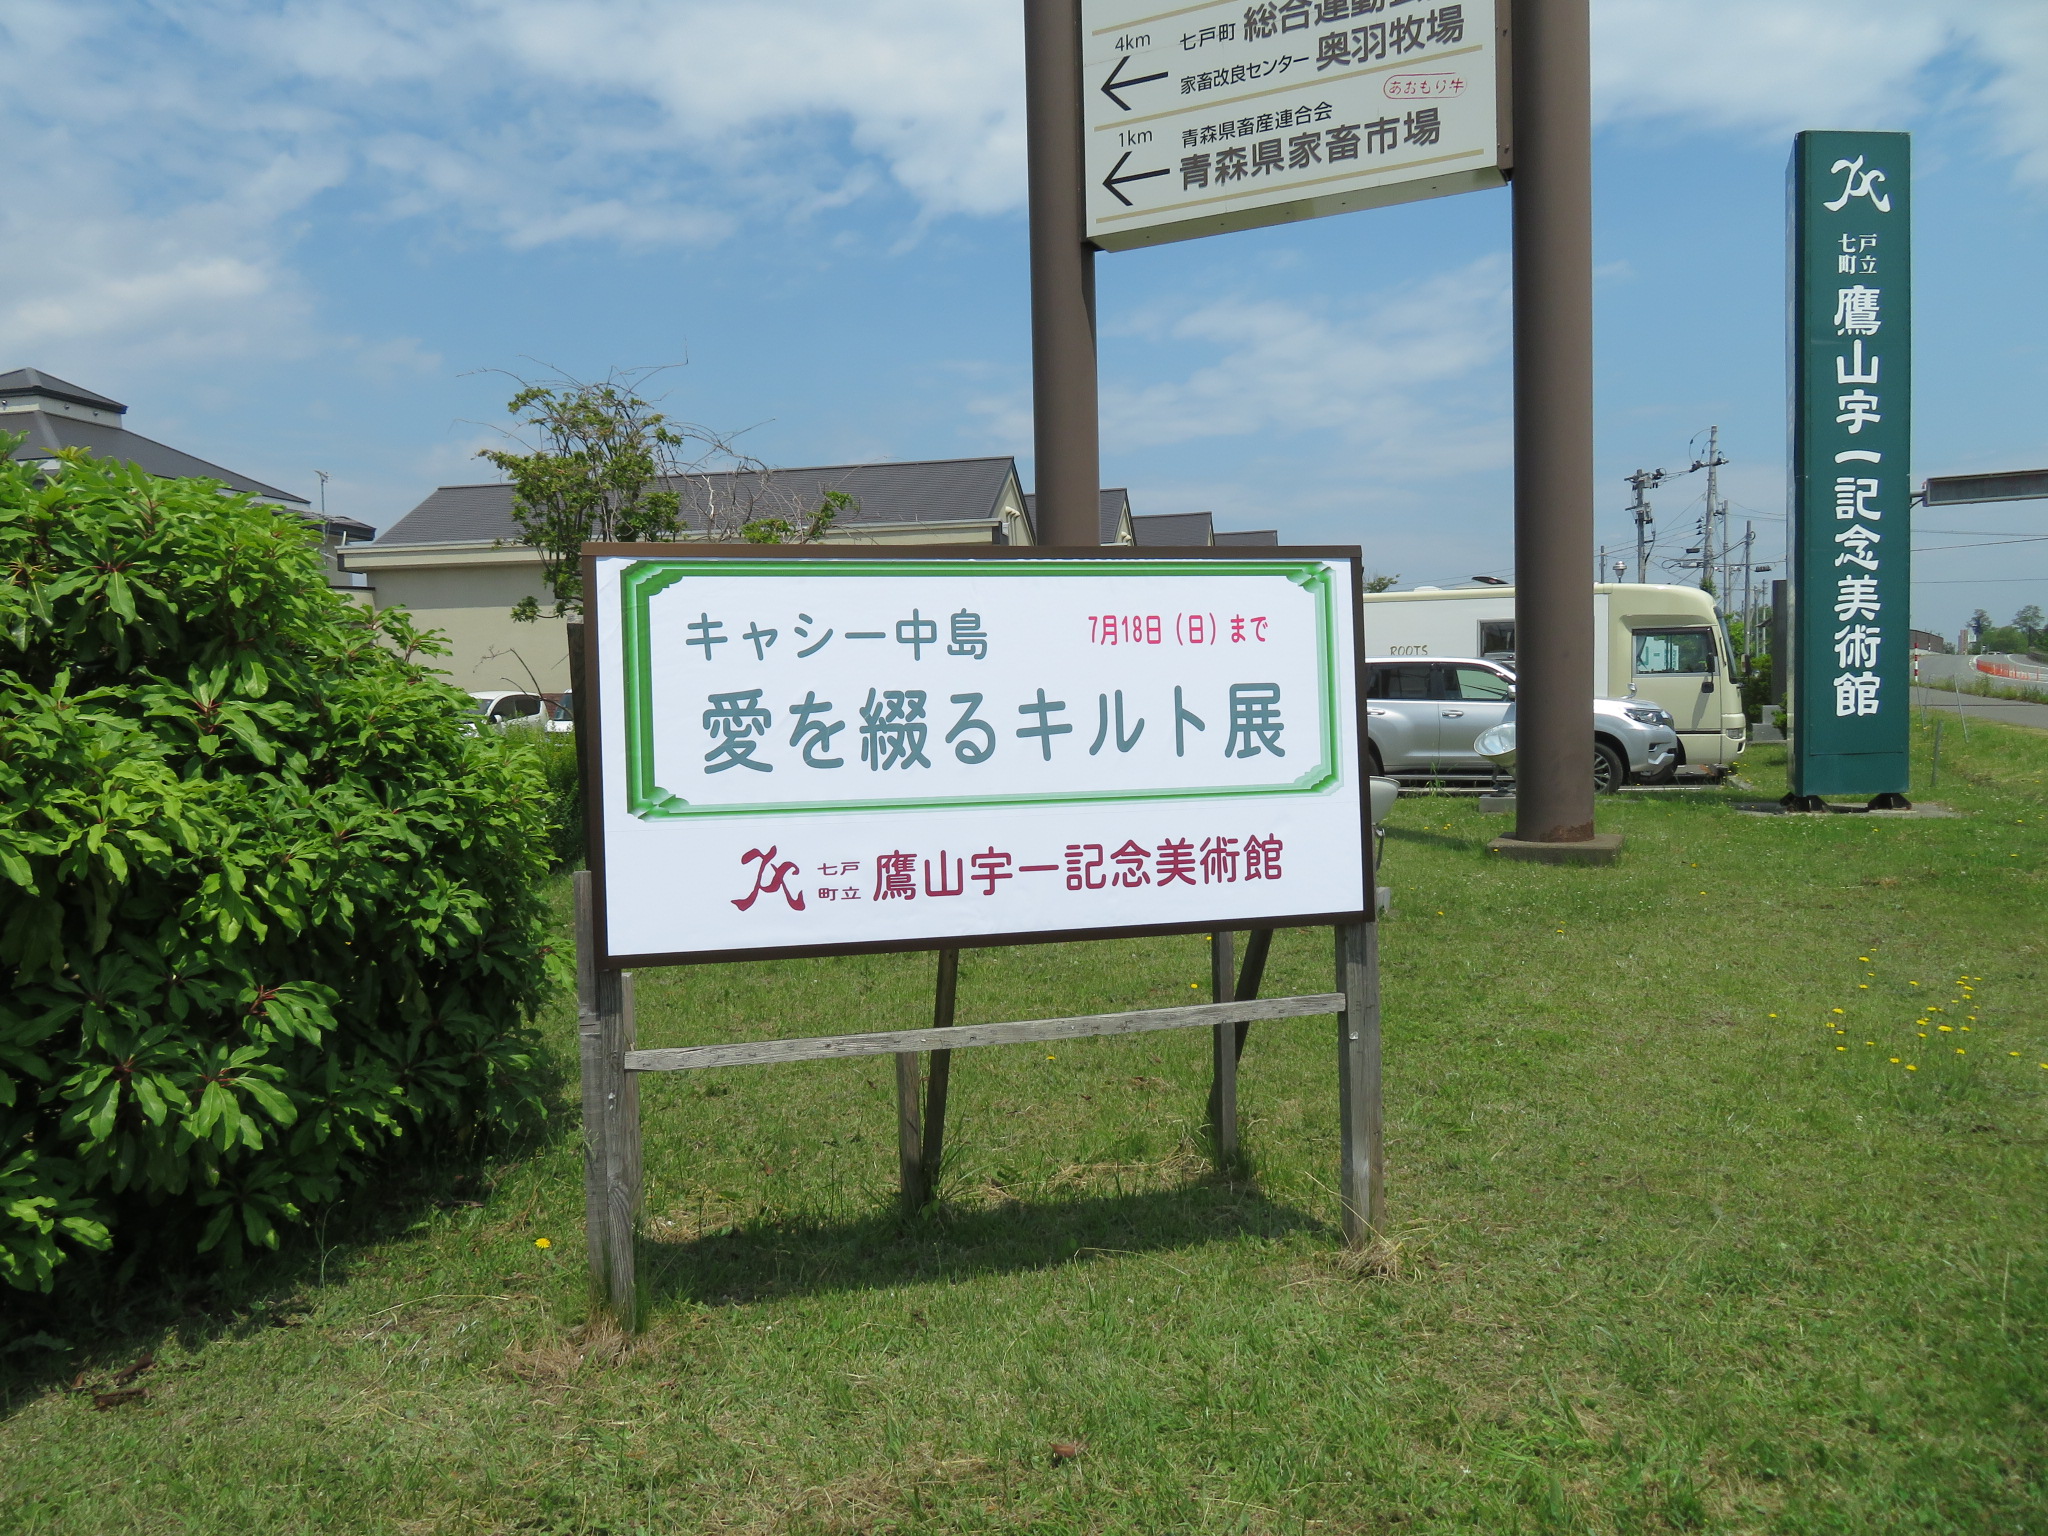 4km
七戸町 総合運動公園
家畜改良センター 奥羽牧場
あおもり牛
1km
青森県畜産連合会
青森県家畜市場
七戸
町立
鷹山宇一記念美術館
キャシー中島
7月18日(日)まで
愛を綴るキルト展
七戸
町立
鷹山宇一記念美術館
ROOTS